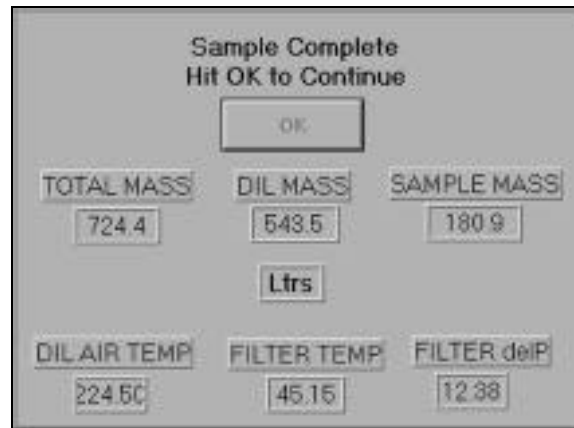 Sample Complete
Hit OK to Continue
OK
TOTAL MASS DIL MASS SAMPLE MASS
724.4 543.5 180.9
Ltrs
DIL AIR TEMP FILTER TEMP FILTER delP
224.50 45.15 12.38